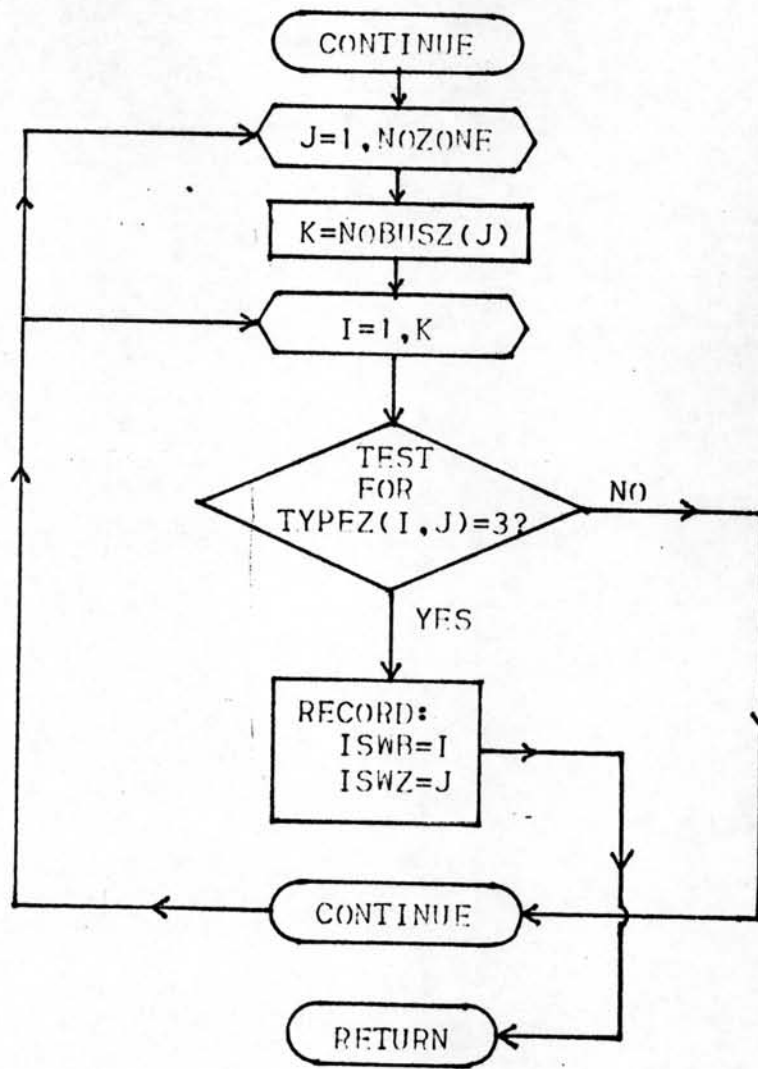 CONTINUE
J=1,NOZONE
K=NOBUSZ(J)
I=1,K
TEST
FOR
TYPEZ(I,J)=3?
NO
YES
RECORD:
ISWB=I
ISWZ=J
CONTINUE
RETURN